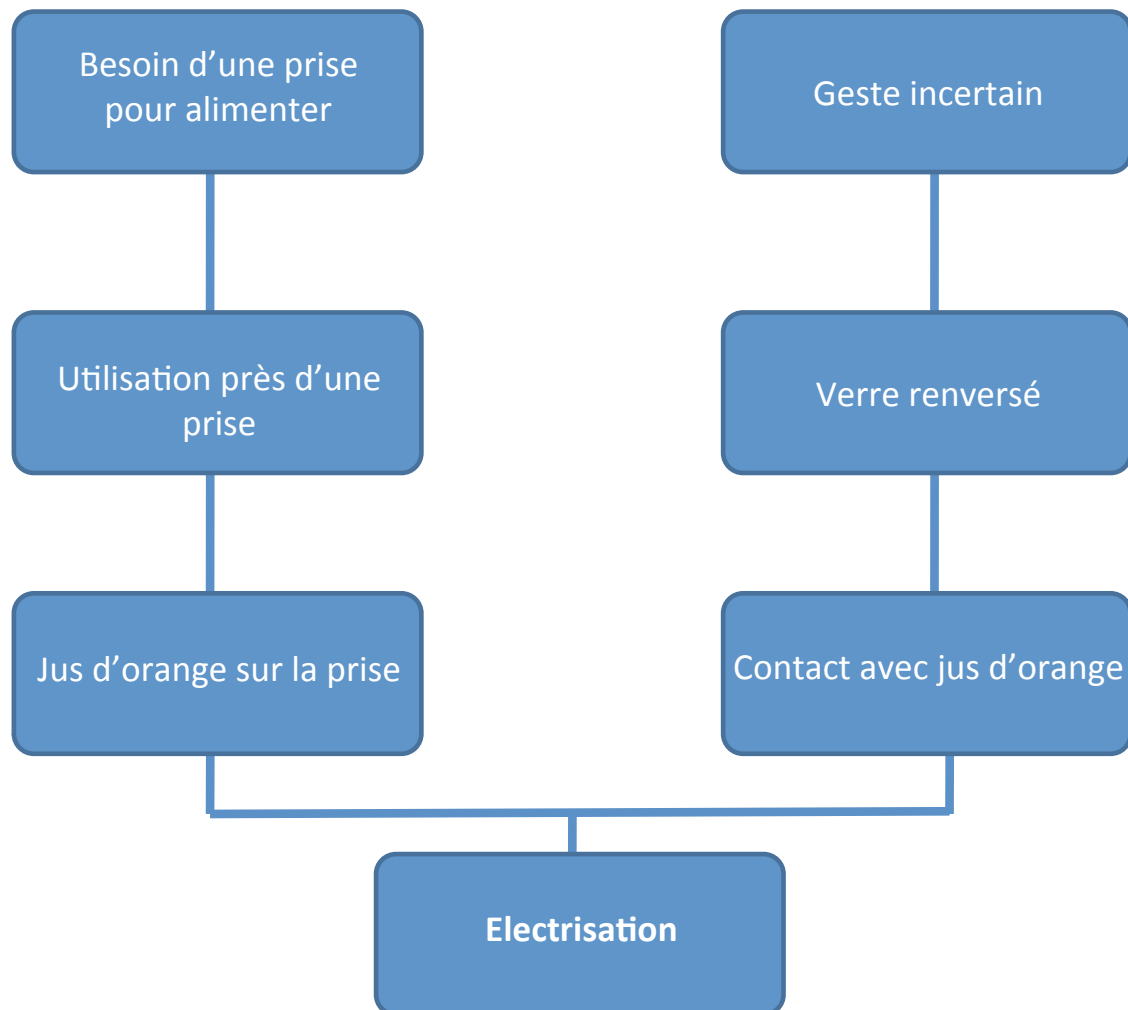 Besoin d’une prise
pour alimenter
Geste incertain
Utilisation près d’une
prise
Verre renversé
Jus d’orange sur la prise
Contact avec jus d’orange
Electrisation